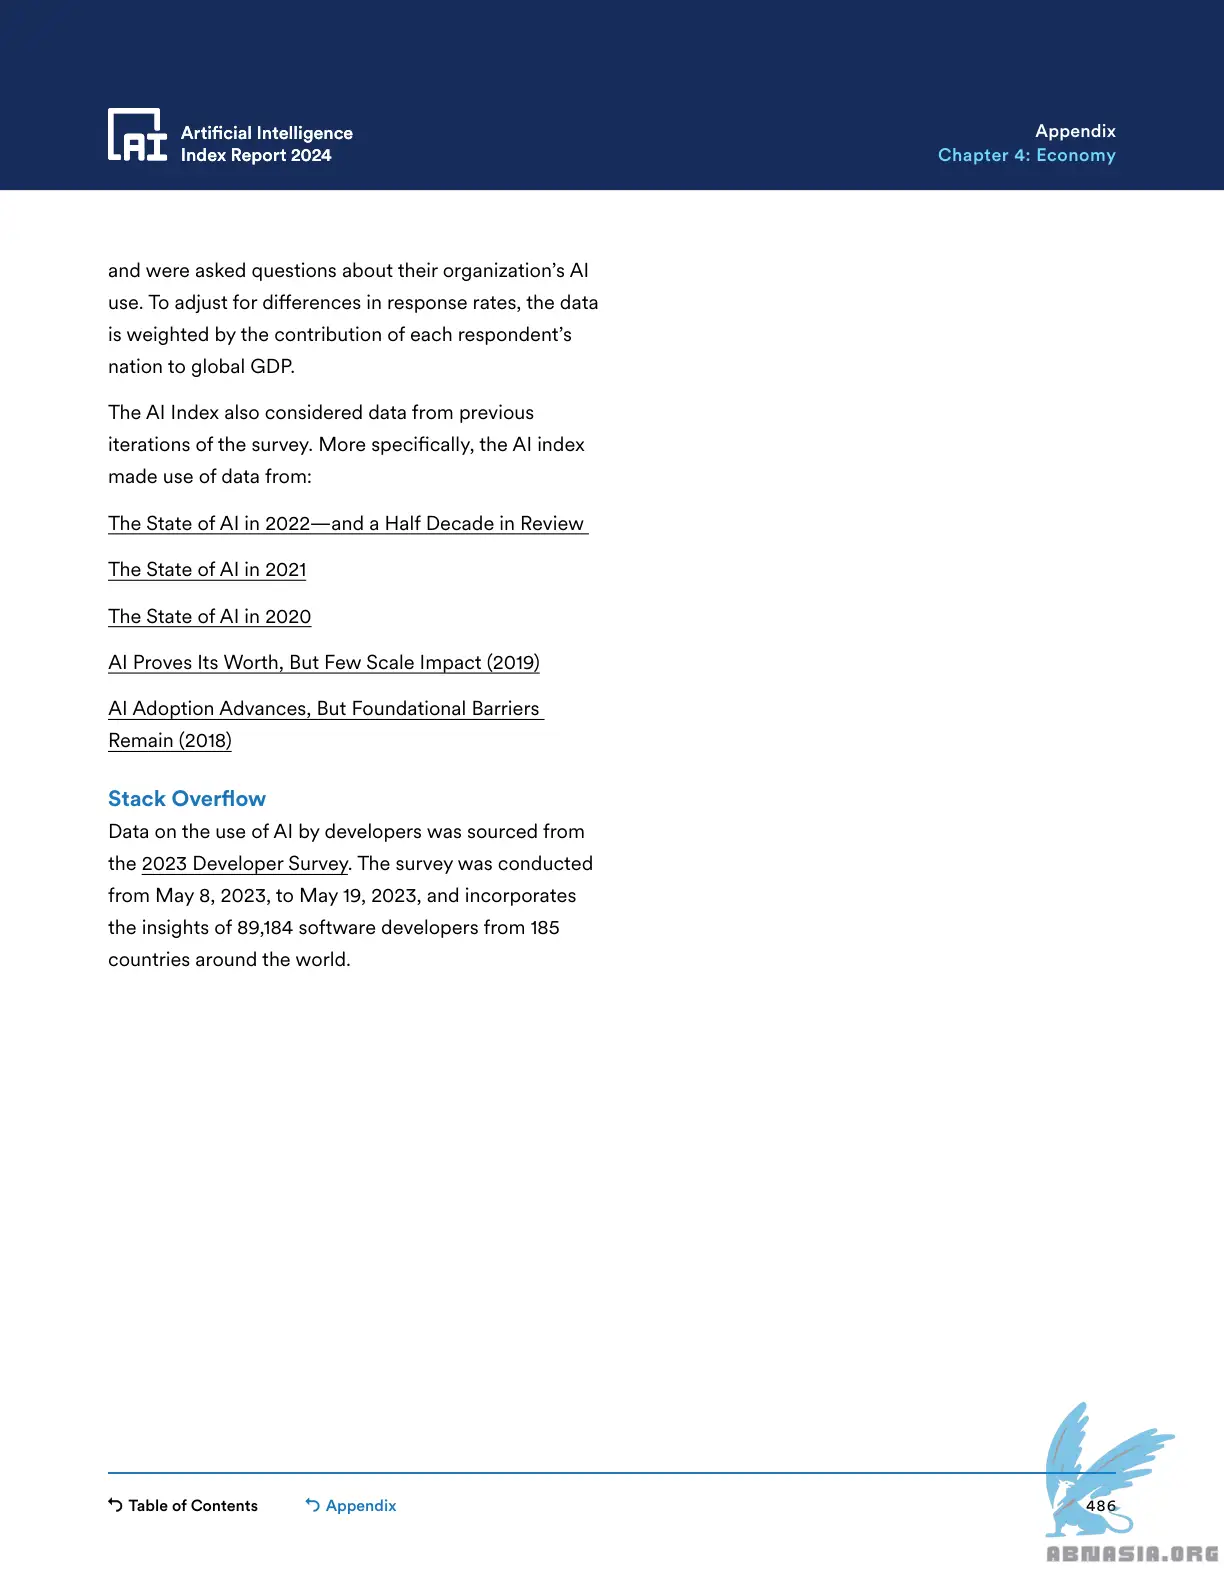 Artificial Intelligence
Index Report 2024
Appendix
Chapter 4: Economy
and were asked questions about their organization’s AI
use. To adjust for differences in response rates, the data
is weighted by the contribution of each respondent’s
nation to global GDP.
The AI Index also considered data from previous
iterations of the survey. More specifically, the AI index
made use of data from:
The State of AI in 2022—and a Half Decade in Review
The State of AI in 2021
The State of AI in 2020
AI Proves Its Worth, But Few Scale Impact (2019)
AI Adoption Advances, But Foundational Barriers
Remain (2018)
Stack Overflow
Data on the use of AI by developers was sourced from
the 2023 Developer Survey. The survey was conducted
from May 8, 2023, to May 19, 2023, and incorporates
the insights of 89,184 software developers from 185
countries around the world.
Table of Contents
Appendix
486
ABNASIA.ORG